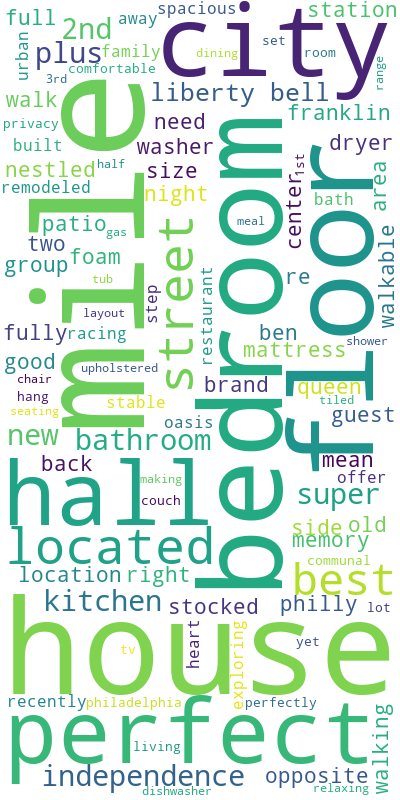 spacious
station
full
2nd
away
city
set
urban
plus
family
dining
room
comfortable
3rd
range
mile
liberty bell
walk
franklin
privacy
need
built
washer
dryer
half
nestled
size
center
1st
area
remodeled
night
bath
floor
bedroom
patio
gas
street
meal
two
group
foam
restaurant
re
walkable
tub
step
layout
fully
racing
ben
shower
good
mattress
upholstered
chair
brand
queen
tiled
hang
stable
seating
oasis
guest
new
bathroom
back
mean
offer
hall
making
couch
super
located
side
old
memory
communal
location
right
best
kitchen
stocked
philly
lot
house
heart
exploring
yet
tv
recently
philadelphia
perfectly
walking
perfect
living
independence
opposite
dishwasher
relaxing